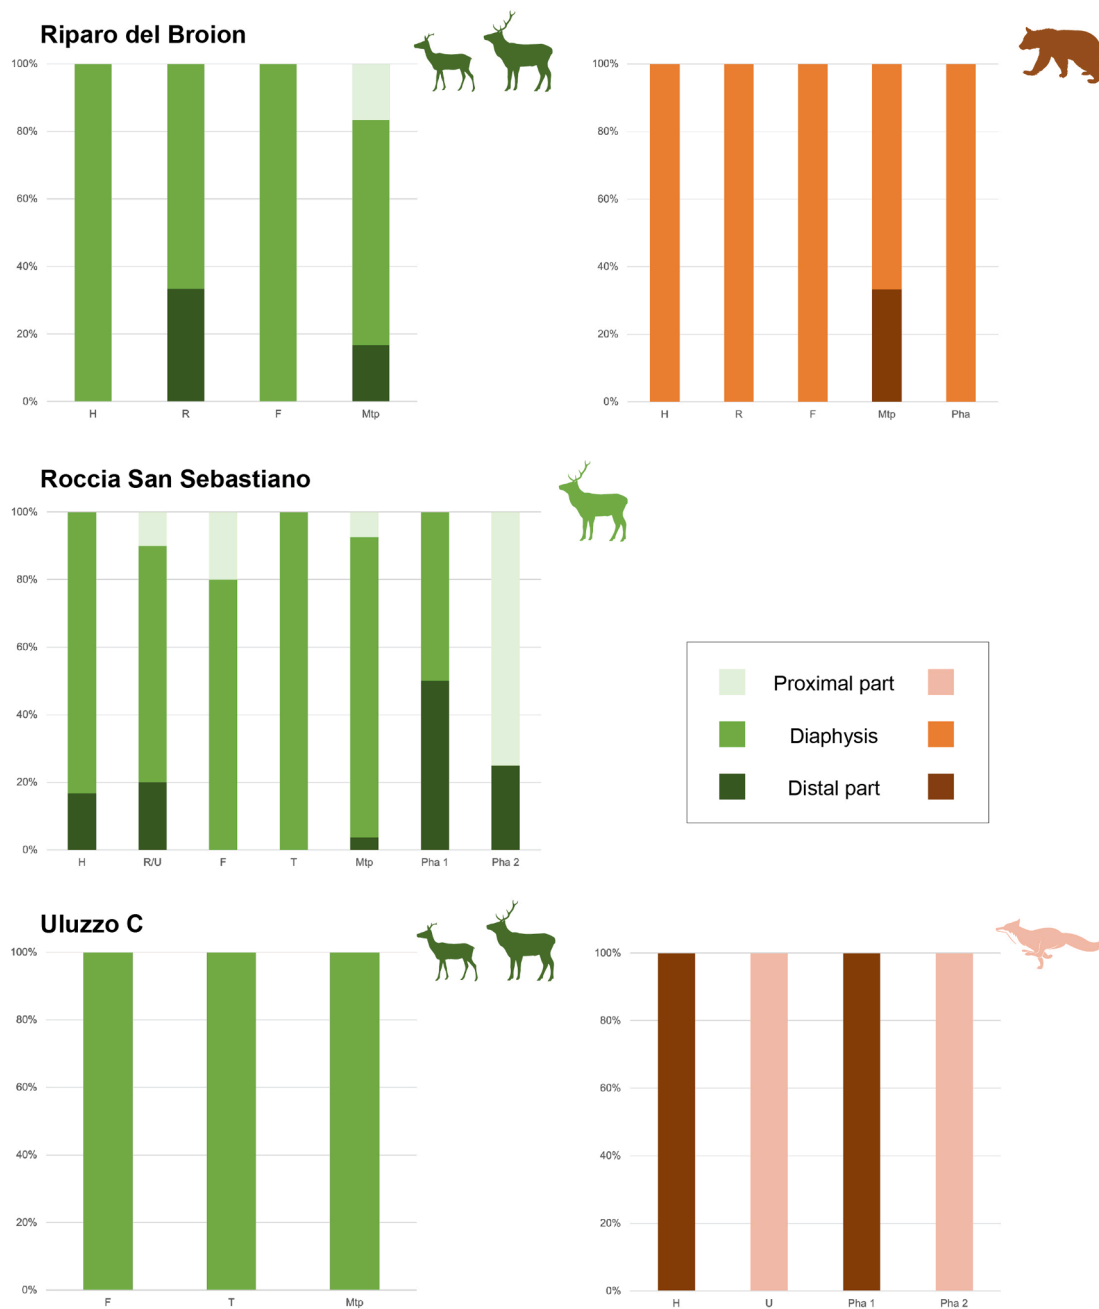 Riparo del Broion
100%
80%
60%
40%
20%
0%
H R F Mtp
100%
80%
60%
40%
20%
0%
H R F Mtp Pha
Roccia San Sebastiano
100%
80%
60%
40%
20%
0%
H R/U F T Mtp Pha 1 Pha 2
Proximal part
Diaphysis
Distal part
Uluzzo C
100%
80%
60%
40%
20%
0%
F T Mtp
100%
80%
60%
40%
20%
0%
H U Pha 1 Pha 2